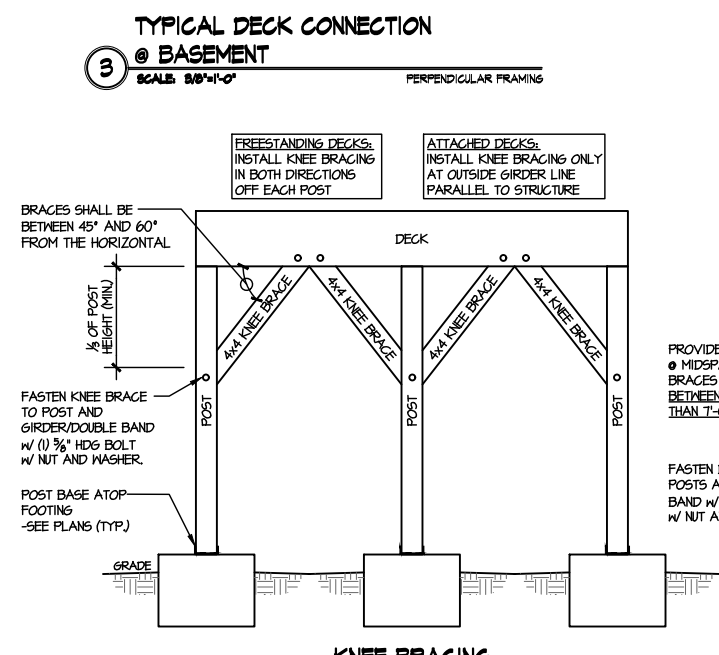 TYPICAL DECK CONNECTION
@ BASEMENT
3
SCALE: 3/8"=1'-0"
PERPENDICULAR FRAMING
FREESTANDING DECKS:
INSTALL KNEE BRACING
IN BOTH DIRECTIONS
OFF EACH POST
ATTACHED DECKS:
INSTALL KNEE BRACING ONLY
AT OUTSIDE GIRDER LINE
PARALLEL TO STRUCTURE
BRACES SHALL BE
BETWEEN 45° AND 60°
FROM THE HORIZONTAL
DECK
1/3 OF POST
HEIGHT (MIN.)
4x4 KNEE BRACE
4x4 KNEE BRACE
4x4 KNEE BRACE
4x4 KNEE BRACE
FASTEN KNEE BRACE
TO POST AND
GIRDER/DOUBLE BAND
w/ (1) 5/8" HDG BOLT
w/ NUT AND WASHER.
POST
POST
POST
POST BASE ATOP
FOOTING
-SEE PLANS (TYP.)
GRADE
PROVIDE
@ MIDSP
BRACES
BETWEEN
THAN 7'-
FASTEN
POSTS A
BAND w/
w/ NUT A
KNEE BRACING